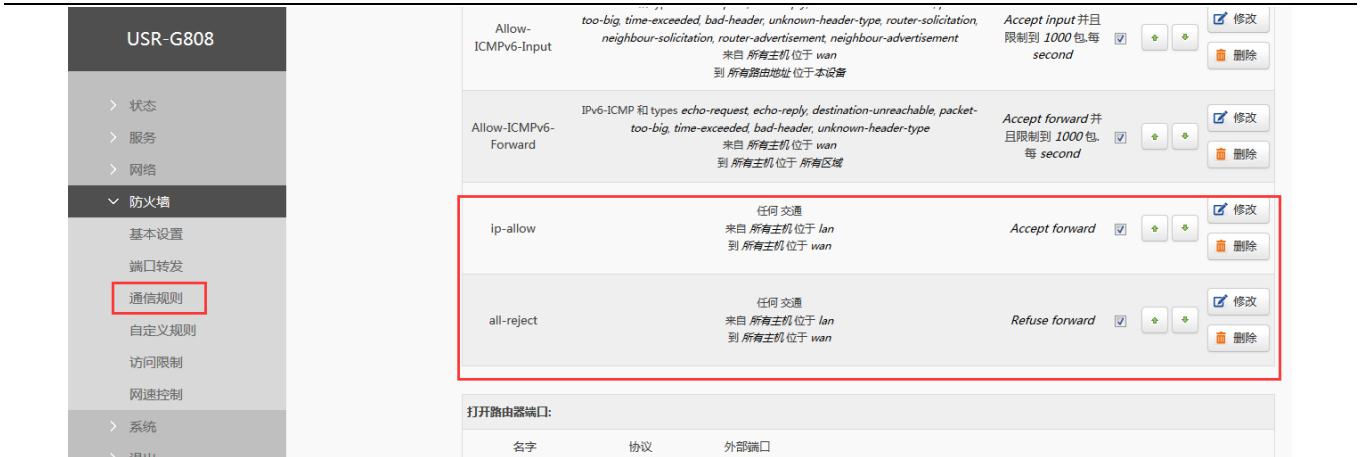 USR-G808
状态
服务
网络
防火墙
基本设置
端口转发
通信规则
自定义规则
访问限制
网速控制
系统
退出
Allow-
ICMPv6-Input
too-big, time-exceeded, bad-header, unknown-header-type, router-solicitation,
neighbour-solicitation, router-advertisement, neighbour-advertisement
来自 所有主机 位于 wan
到 所有路由地址 位于本设备
Accept input 并且
限制到 1000 包.每
second
修改
删除
Allow-ICMPv6-
Forward
IPv6-ICMP 和 types echo-request, echo-reply, destination-unreachable, packet-
too-big, time-exceeded, bad-header, unknown-header-type
来自 所有主机 位于 wan
到 所有主机 位于 所有区域
Accept forward 并
且限制到 1000 包.
每 second
修改
删除
ip-allow
任何 交通
来自 所有主机 位于 lan
到 所有主机 位于 wan
Accept forward
修改
删除
all-reject
任何 交通
来自 所有主机 位于 lan
到 所有主机 位于 wan
Refuse forward
修改
删除
打开路由器端口:
名字 协议 外部端口